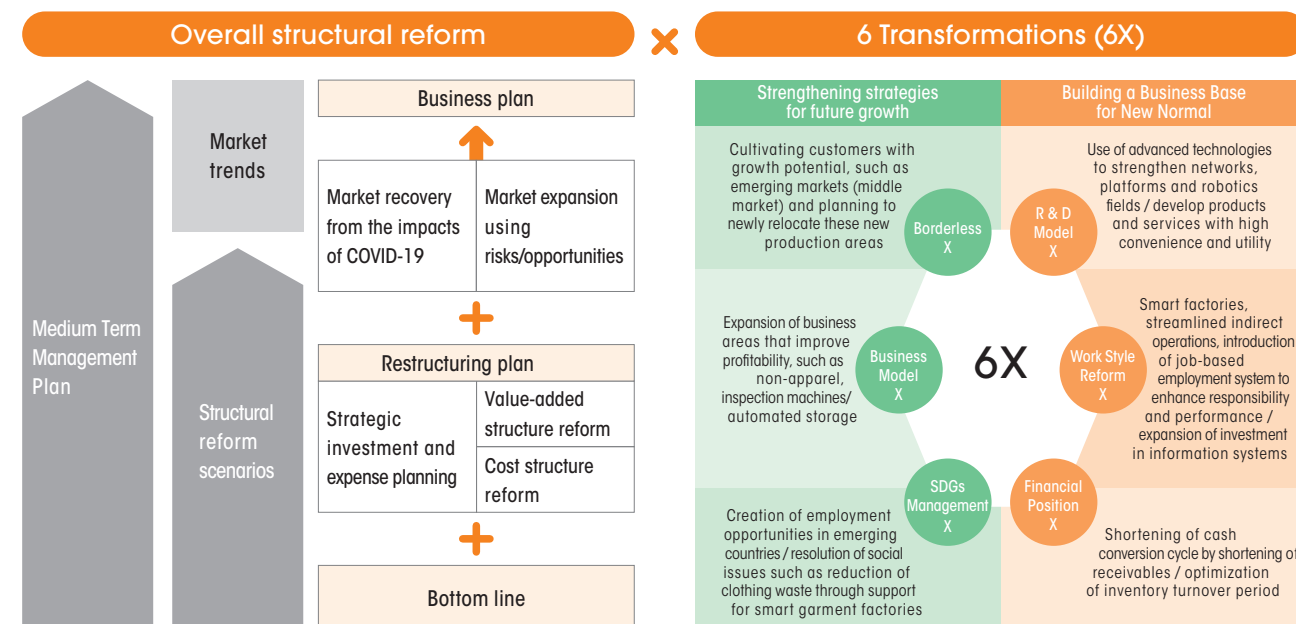 Overall structural reform
×
6 Transformations (6X)
Medium Term
Management
Plan
Market
trends
Structural
reform
scenarios
Business plan
Market recovery
from the impacts
of COVID-19
Market expansion
using
risks/opportunities
+
Restructuring plan
Strategic
investment and
expense planning
Value-added
structure reform
Cost structure
reform
+
Bottom line
Strengthening strategies
for future growth
Building a Business Base
for New Normal
Cultivating customers with
growth potential, such as
emerging markets (middle
market) and planning to
newly relocate these new
production areas
Borderless
X
R & D
Model
X
Use of advanced technologies
to strengthen networks,
platforms and robotics
fields / develop products
and services with high
convenience and utility
Expansion of business
areas that improve
profitability, such as
non-apparel,
inspection machines/
automated storage
Business
Model
X
6X
Work Style
Reform
X
Smart factories,
streamlined indirect
operations, introduction
of job-based
employment system to
enhance responsibility
and performance /
expansion of investment
in information systems
Creation of employment
opportunities in emerging
countries / resolution of social
issues such as reduction of
clothing waste through support
for smart garment factories
SDGs
Management
X
Financial
Position
X
Shortening of cash
conversion cycle by shortening of
receivables / optimization
of inventory turnover period